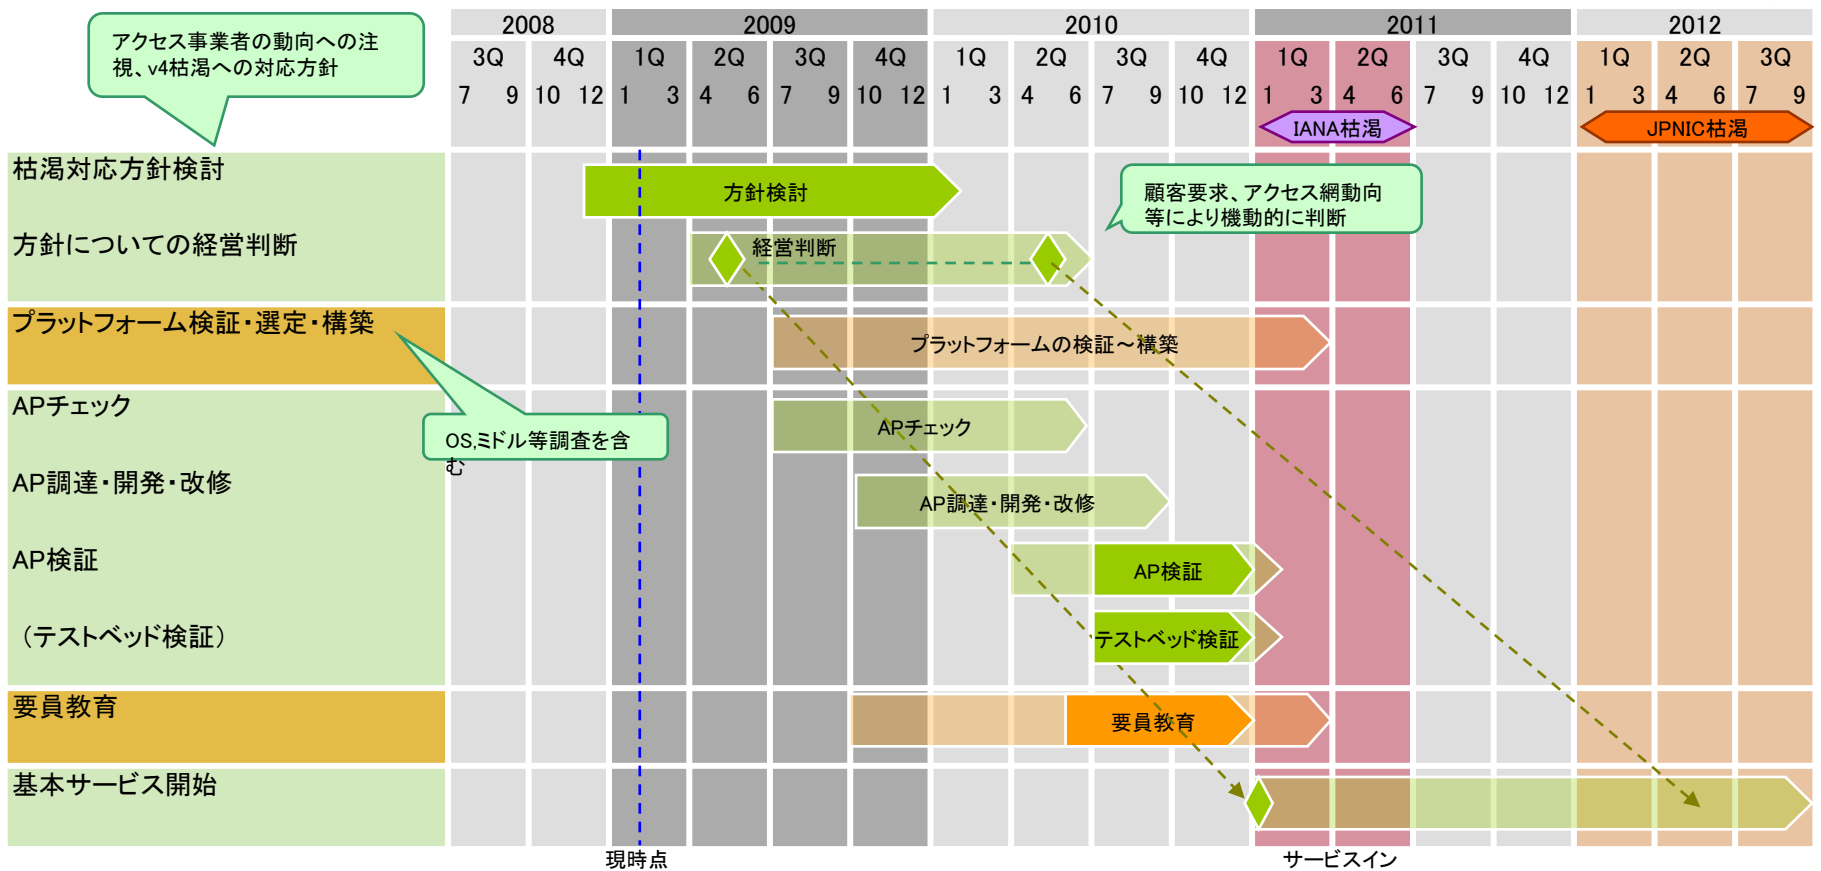 アクセス事業者の動向への注
視、v4枯渇への対応方針
2008 2009 2010 2011 2012
3Q 4Q 1Q 2Q 3Q 4Q 1Q 2Q 3Q 4Q 1Q 2Q 3Q 4Q 1Q 2Q 3Q
7 9 10 12 1 3 4 6 7 9 10 12 1 3 4 6 7 9 10 12 1 3 4 6 7 9 10 12 1 3 4 6 7 9
IANA枯渇 JPNIC枯渇
枯渇対応方針検討
方針検討
顧客要求、アクセス網動向
等により機動的に判断
方針についての経営判断
経営判断
プラットフォーム検証・選定・構築
プラットフォームの検証～構築
APチェック
APチェック
OS,ミドル等調査を含
む
AP調達・開発・改修
AP調達・開発・改修
AP検証
AP検証
（テストベッド検証）
テストベッド検証
要員教育
要員教育
基本サービス開始
現時点 サービスイン